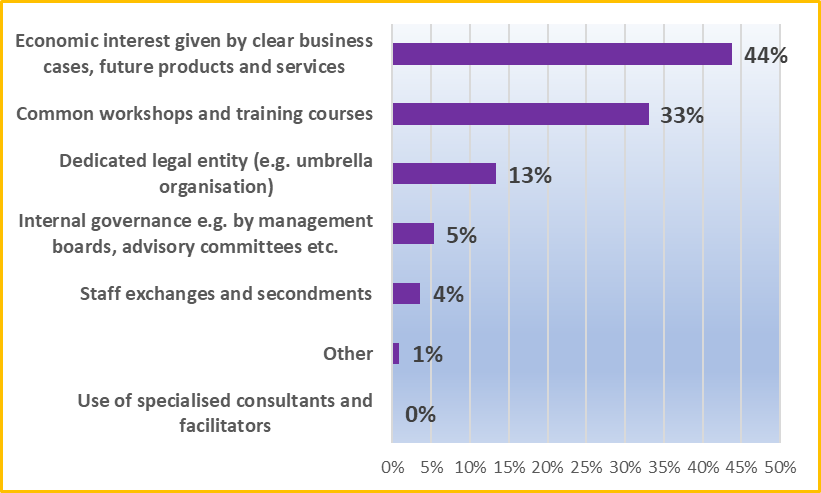 Economic interest given by clear business
cases, future products and services
44%
Common workshops and training courses
33%
Dedicated legal entity (e.g. umbrella
organisation)
13%
Internal governance e.g. by management
boards, advisory committees etc.
5%
Staff exchanges and secondments
4%
Other
1%
Use of specialised consultants and
facilitators
0%
0% 5% 10% 15% 20% 25% 30% 35% 40% 45% 50%